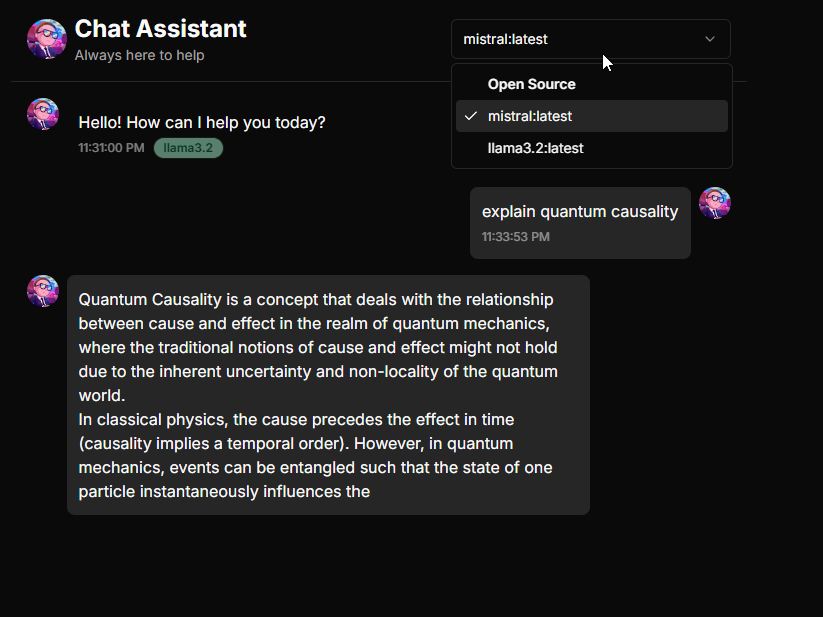 Chat Assistant
Always here to help
mistral:latest
Open Source
mistral:latest
llama3.2:latest
Hello! How can I help you today?
11:31:00 PM llama3.2
explain quantum causality
11:33:53 PM
Quantum Causality is a concept that deals with the relationship
between cause and effect in the realm of quantum mechanics,
where the traditional notions of cause and effect might not hold
due to the inherent uncertainty and non-locality of the quantum
world.
In classical physics, the cause precedes the effect in time
(causality implies a temporal order). However, in quantum
mechanics, events can be entangled such that the state of one
particle instantaneously influences the